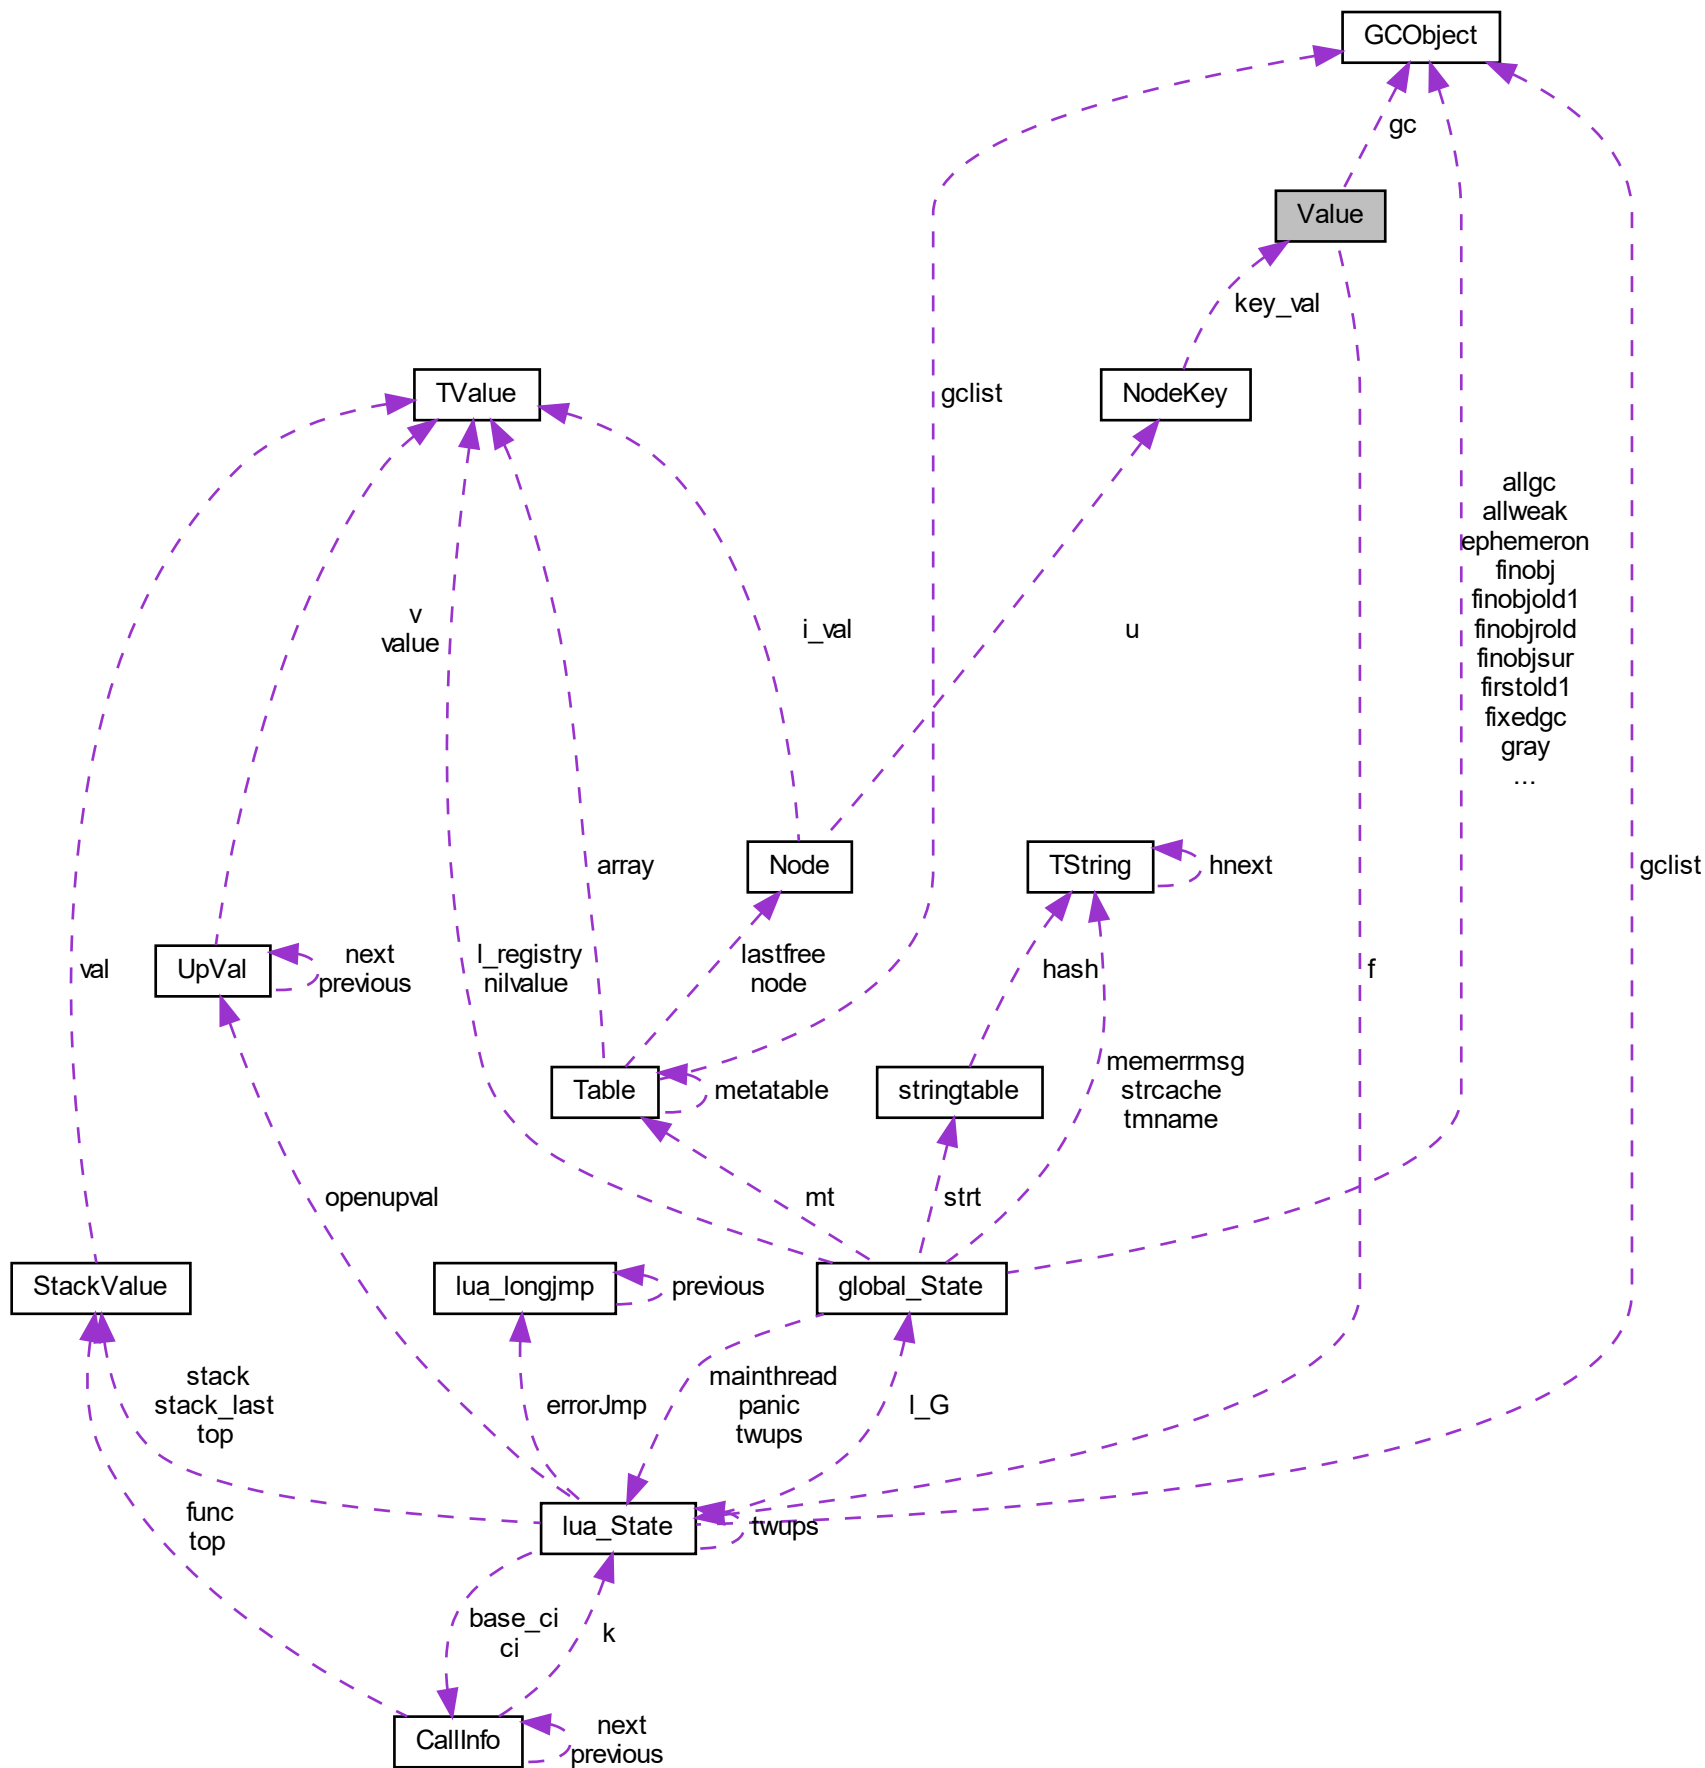 GCObject
gc
Value
key_val
TValue
gclist
NodeKey
allgc
allweak
ephemeron
finobj
finobjold1
finobjrold
finobjsur
firstold1
fixedgc
gray
...
v
value
i_val
u
array
Node
TString
hnext
gclist
UpVal
next
previous
val
l_registry
nilvalue
lastfree
node
hash
f
Table
metatable
stringtable
memerrmsg
strcache
tmname
openupval
mt
strt
StackValue
lua_longjmp
previous
global_State
stack
stack_last
top
errorJmp
mainthread
panic
twups
l_G
func
top
lua_State
twups
base_ci
ci
k
CallInfo
next
previous